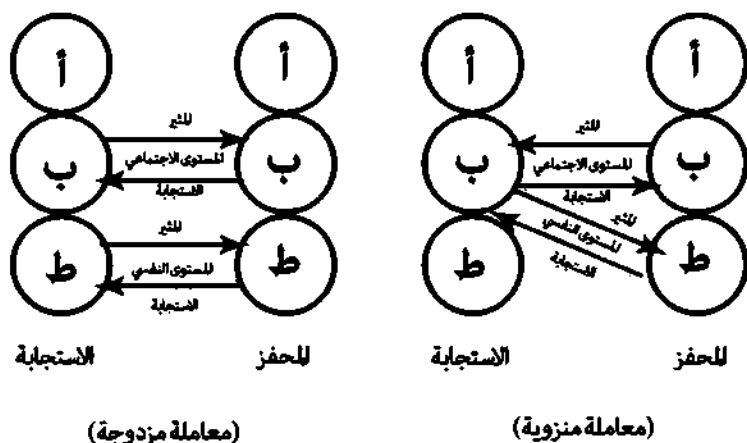 أ
أ
المثير
ب
المستوى الاجتماعي
ب
الاستجابة
المثير
ط
المستوى النفسي
ط
الاستجابة
المحفز
الاستجابة
(معاملة منزوية)
أ
أ
المثير
ب
المستوى الاجتماعي
ب
الاستجابة
المثير
ط
المستوى النفسي
ط
الاستجابة
المحفز
الاستجابة
(معاملة مزدوجة)